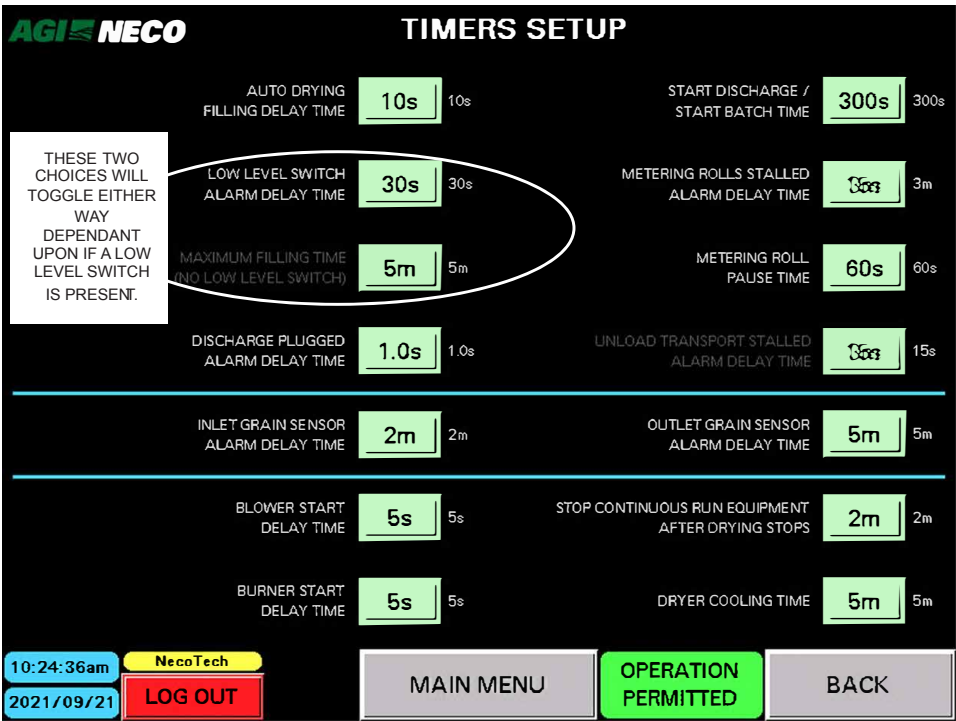 AGI NECO
TIMERS SETUP
AUTO DRYING
FILLING DELAY TIME
10s
10s
START DISCHARGE /
START BATCH TIME
300s
300s
THESE TWO
CHOICES WILL
TOGGLE EITHER
WAY
DEPENDANT
UPON IF A LOW
LEVEL SWITCH
IS PRESENT.
LOW LEVEL SWITCH
ALARM DELAY TIME
30s
30s
METERING ROLLS STALLED
ALARM DELAY TIME
3m
MAXIMUM FILLING TIME
(NO LOW LEVEL SWITCH)
5m
5m
METERING ROLL
PAUSE TIME
60s
60s
DISCHARGE PLUGGED
ALARM DELAY TIME
1.0s
1.0s
UNLOAD TRANSPORT STALLED
ALARM DELAY TIME
15s
INLET GRAIN SENSOR
ALARM DELAY TIME
2m
2m
OUTLET GRAIN SENSOR
ALARM DELAY TIME
5m
5m
BLOWER START
DELAY TIME
5s
5s
STOP CONTINUOUS RUN EQUIPMENT
AFTER DRYING STOPS
2m
2m
BURNER START
DELAY TIME
5s
5s
DRYER COOLING TIME
5m
5m
10:24:36am
2021/09/21
NecoTech
LOG OUT
MAIN MENU
OPERATION
PERMITTED
BACK